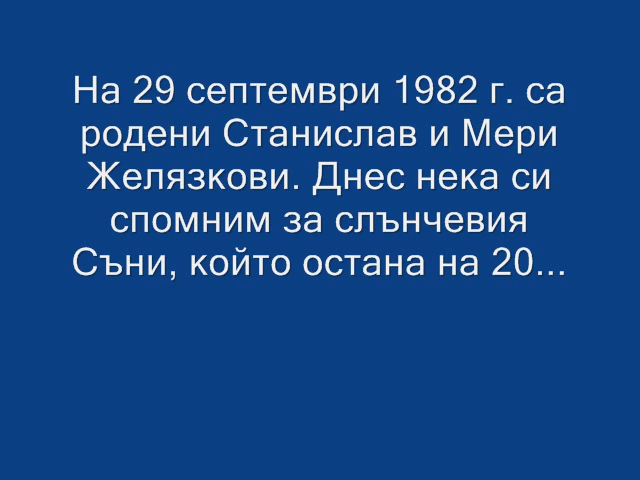 На 29 септември 1982 г. са
родени Станислав и Мери
Желязкови. Днес нека си
спомним за слънчевия
Съни, който остана на 20...